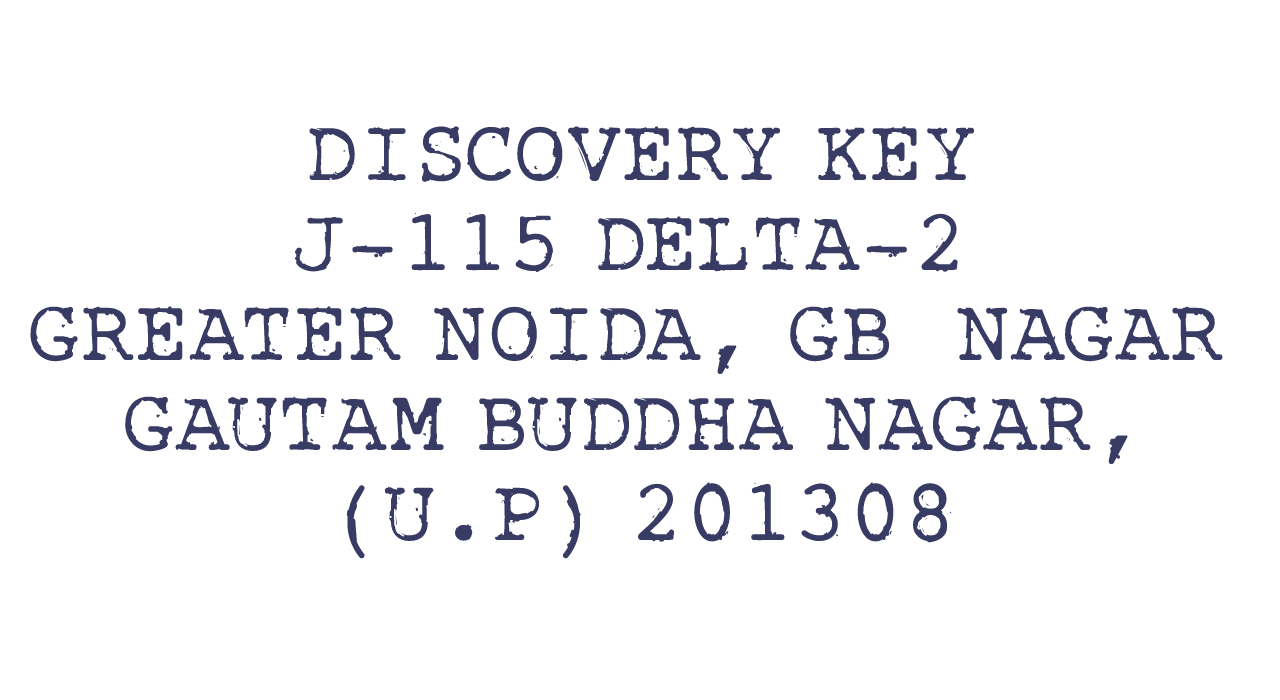 DISCOVERY KEY
J-115 DELTA-2
GREATER NOIDA, GB  NAGAR
GAUTAM BUDDHA NAGAR,
(U.P) 201308